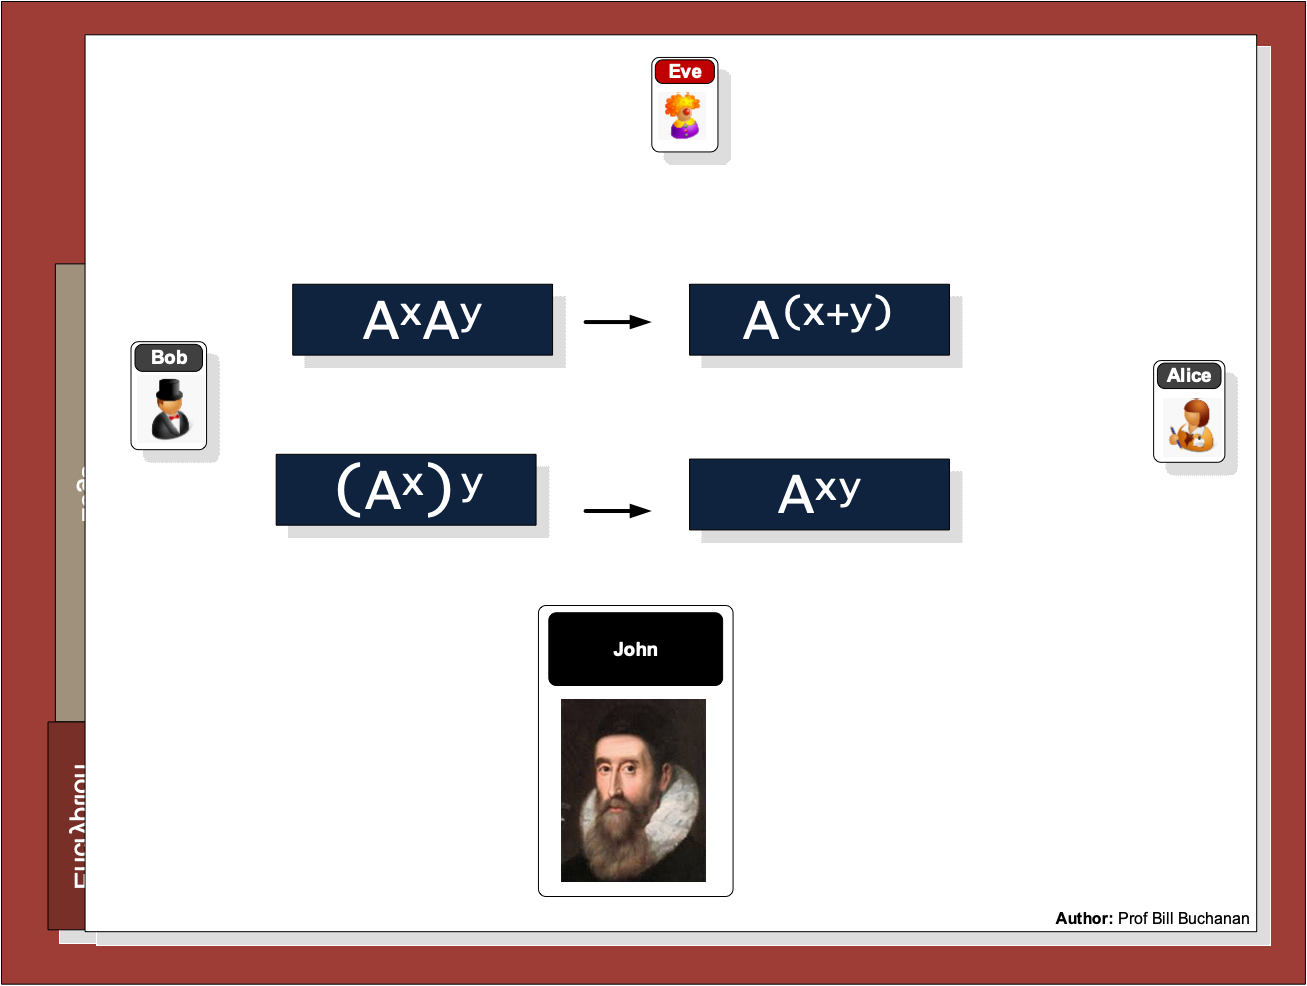 Eve
AˣAʸ
A⁽ˣ⁺ʸ⁾
Bob
Alice
(Aˣ)ʸ
Aˣʸ
John
Author: Prof Bill Buchanan